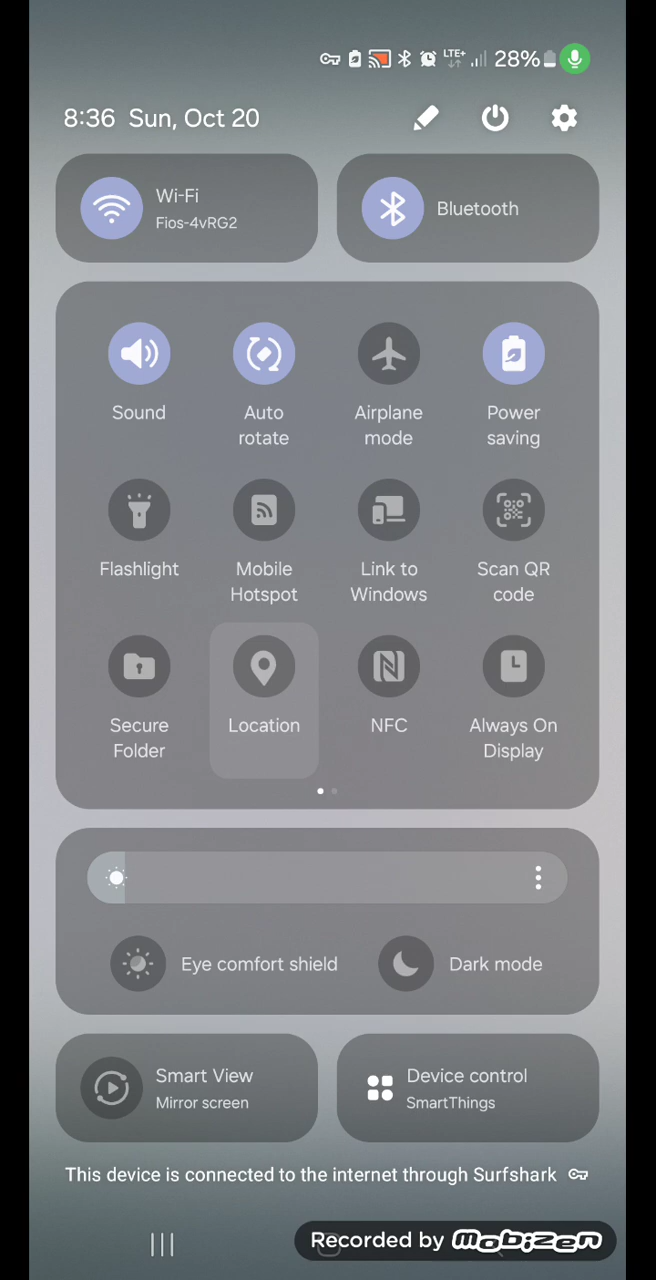 LTE+ 28%
8:36 Sun, Oct 20
Wi-Fi
Fios-4vRG2
Bluetooth
Sound
Auto
rotate
Airplane
mode
Power
saving
Flashlight
Mobile
Hotspot
Link to
Windows
Scan QR
code
Secure
Folder
Location
NFC
Always On
Display
Eye comfort shield
Dark mode
Smart View
Mirror screen
Device control
SmartThings
This device is connected to the internet through Surfshark
Recorded by mobizen